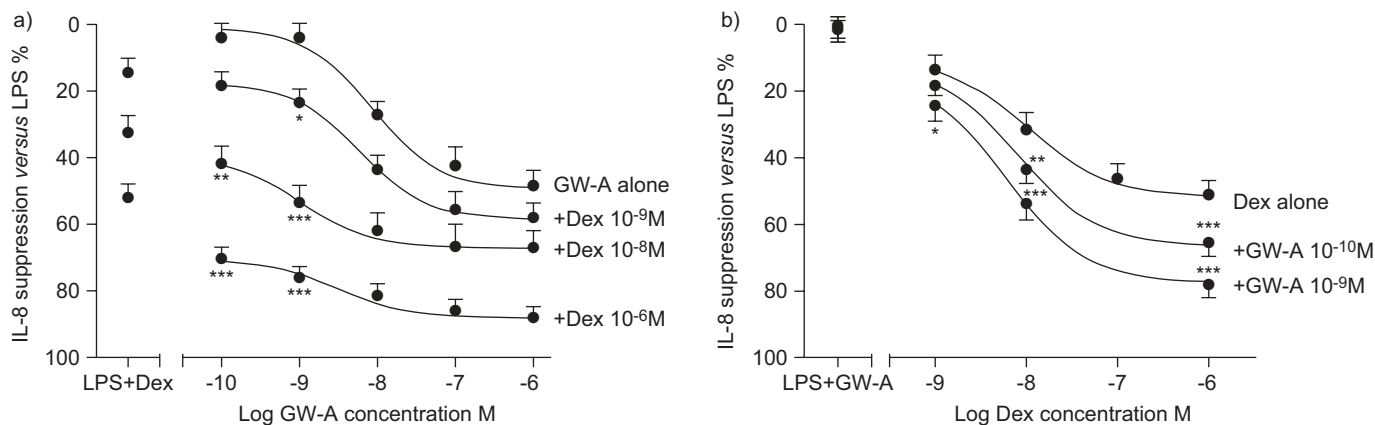 a)
IL-8 suppression versus LPS %
0
20
40
60
80
100
*
**
***
***
***
GW-A alone
+Dex 10-9M
+Dex 10-8M
+Dex 10-6M
LPS+Dex
-10
-9
-8
-7
-6
Log GW-A concentration M
b)
IL-8 suppression versus LPS %
0
20
40
60
80
100
*
**
***
***
***
Dex alone
+GW-A 10-10M
+GW-A 10-9M
LPS+GW-A
-9
-8
-7
-6
Log Dex concentration M